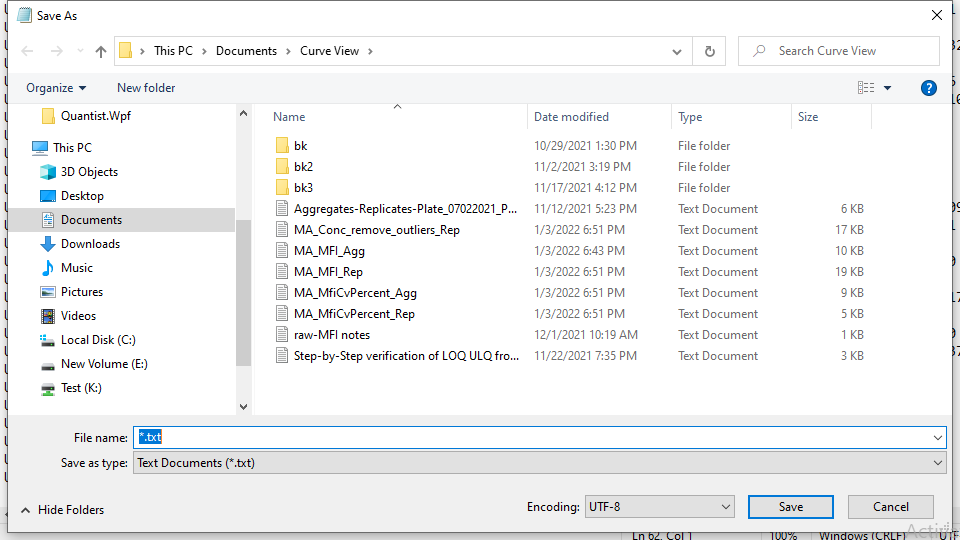 Save As
This PC > Documents > Curve View >
Search Curve View
Organize New folder
Quantist.Wpf
This PC
3D Objects
Desktop
Documents
Downloads
Music
Pictures
Videos
Local Disk (C:)
New Volume (E:)
Test (K:)
Name Date modified Type Size
bk 10/29/2021 1:30 PM File folder
bk2 11/2/2021 3:19 PM File folder
bk3 11/17/2021 4:12 PM File folder
Aggregates-Replicates-Plate_07022021_P... 11/12/2021 5:23 PM Text Document 6 KB
MA_Conc_remove_outliers_Rep 1/3/2022 6:51 PM Text Document 17 KB
MA_MFI_Agg 1/3/2022 6:43 PM Text Document 10 KB
MA_MFI_Rep 1/3/2022 6:51 PM Text Document 19 KB
MA_MfiCvPercent_Agg 1/3/2022 6:51 PM Text Document 9 KB
MA_MfiCvPercent_Rep 1/3/2022 6:51 PM Text Document 5 KB
raw-MFI notes 12/1/2021 10:19 AM Text Document 1 KB
Step-by-Step verification of LOQ ULQ fro... 11/22/2021 7:35 PM Text Document 3 KB
File name: *.txt
Save as type: Text Documents (*.txt)
Hide Folders
Encoding: UTF-8 Save Cancel
Ln 62, Col 1 100% Windows (CRLF) UTF